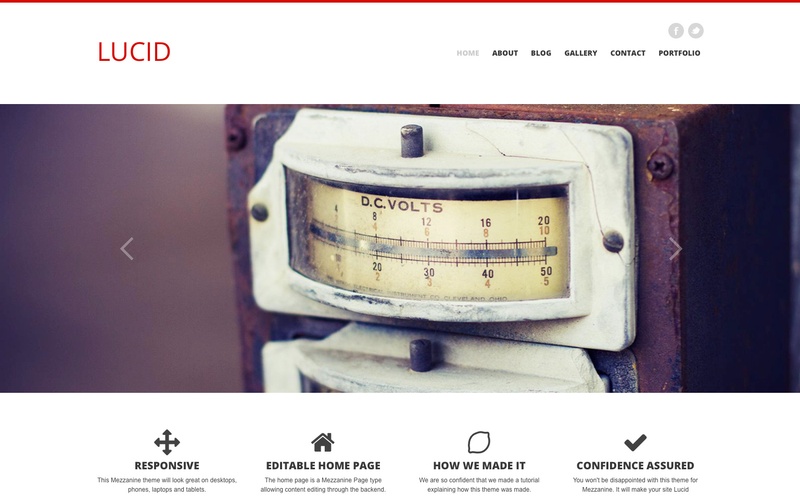 LUCID
HOME ABOUT BLOG GALLERY CONTACT PORTFOLIO
D.C.VOLTS
4 8 12 16 20
4 6 8 10
20 30 40 50
2 3 4 5
ELECTRICAL INSTRUMENT CO. CLEVELAND, OHIO
RESPONSIVE
This Mezzanine theme will look great on desktops,
phones, laptops and tablets.
EDITABLE HOME PAGE
The home page is a Mezzanine Page type
allowing content editing through the backend.
HOW WE MADE IT
We are so confident that we made a tutorial
explaining how this theme was made.
CONFIDENCE ASSURED
You won't be disappointed with this theme for
Mezzanine. It will make your site Lucid